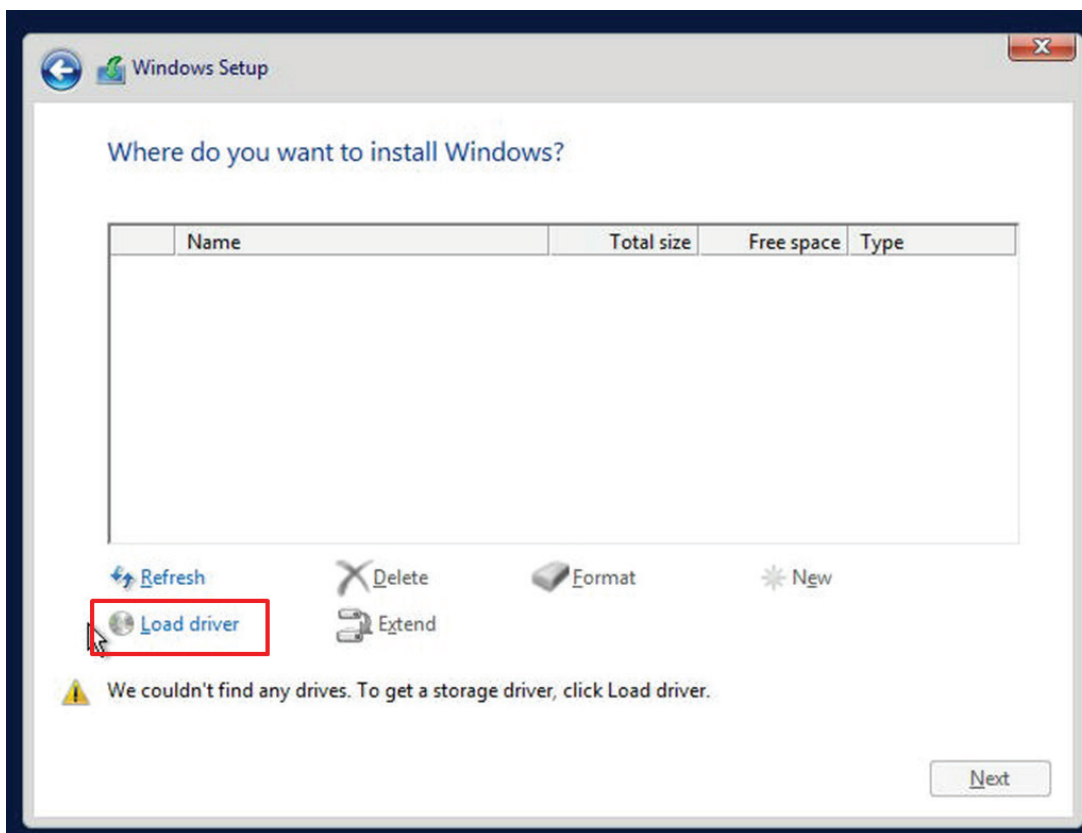 Windows Setup
Where do you want to install Windows?
Name Total size Free space Type
Refresh Delete Format New
Load driver Extend
We couldn't find any drives. To get a storage driver, click Load driver.
Next